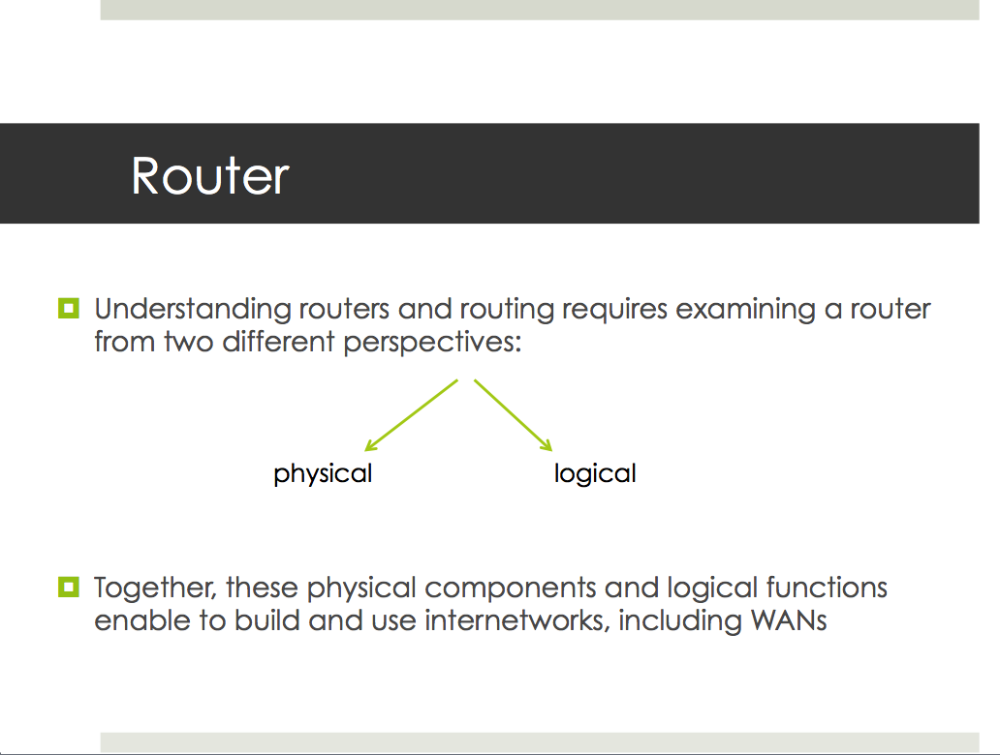 Router
Understanding routers and routing requires examining a router
from two different perspectives:
physical
logical
Together, these physical components and logical functions
enable to build and use internetworks, including WANs